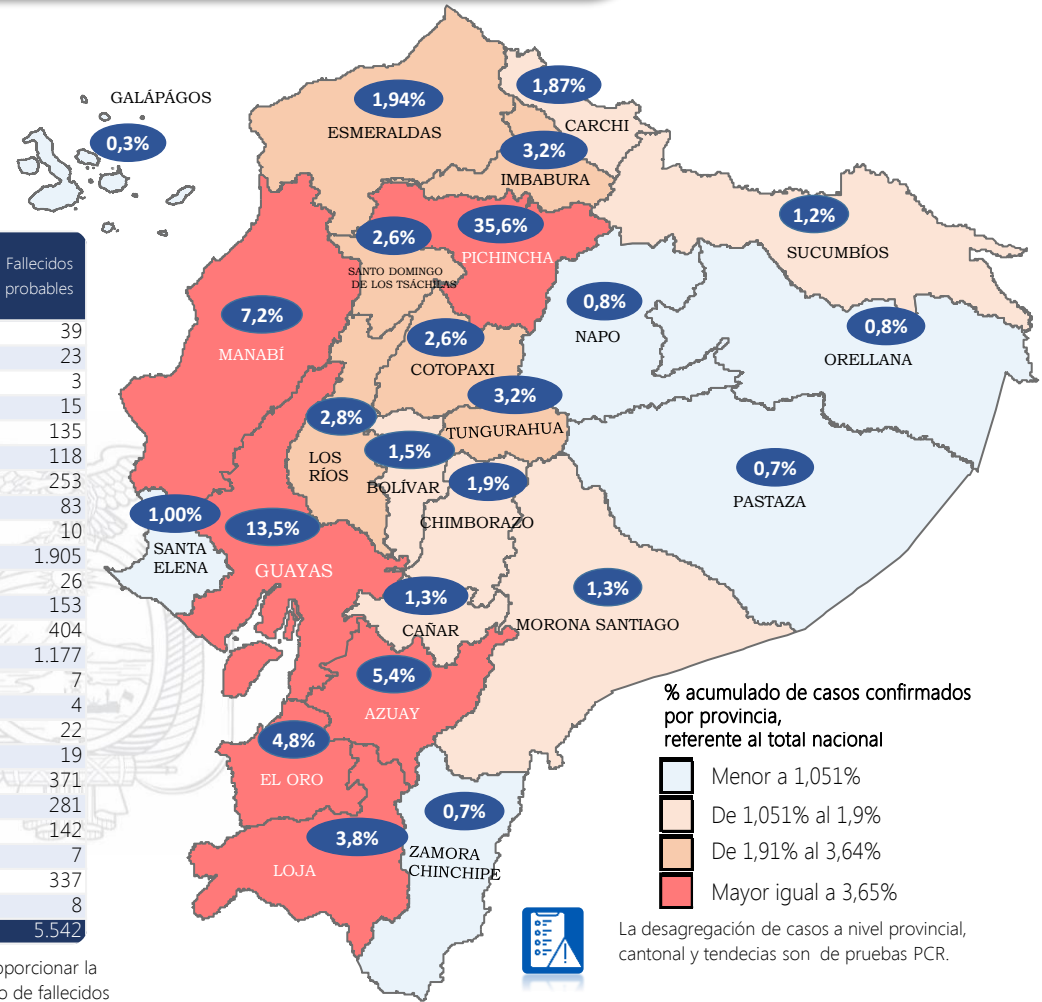 GALÁPÁGOS
0,3%
1,94%
ESMERALDAS
1,87%
CARCHI
3,2%
IMBABURA
1,2%
SUCUMBÍOS
2,6%
SANTO DOMINGO
DE LOS TSÁCHILAS
35,6%
PICHINCHA
7,2%
MANABÍ
0,8%
NAPO
0,8%
ORELLANA
2,6%
COTOPAXI
3,2%
TUNGURAHUA
2,8%
LOS
RÍOS
1,5%
BOLÍVAR
1,9%
CHIMBORAZO
0,7%
PASTAZA
1,00%
SANTA
ELENA
13,5%
GUAYAS
1,3%
CAÑAR
1,3%
MORONA SANTIAGO
5,4%
AZUAY
4,8%
EL ORO
3,8%
LOJA
0,7%
ZAMORA
CHINCHIPE
Fallecidos
probables
39
23
3
15
135
118
253
83
10
1.905
26
153
404
1.177
7
4
22
19
371
281
142
7
337
8
5.542
oporcionar la
o de fallecidos
% acumulado de casos confirmados
por provincia,
referente al total nacional
Menor a 1,051%
De 1,051% al 1,9%
De 1,91% al 3,64%
Mayor igual a 3,65%
La desagregación de casos a nivel provincial,
cantonal y tendecias son de pruebas PCR.